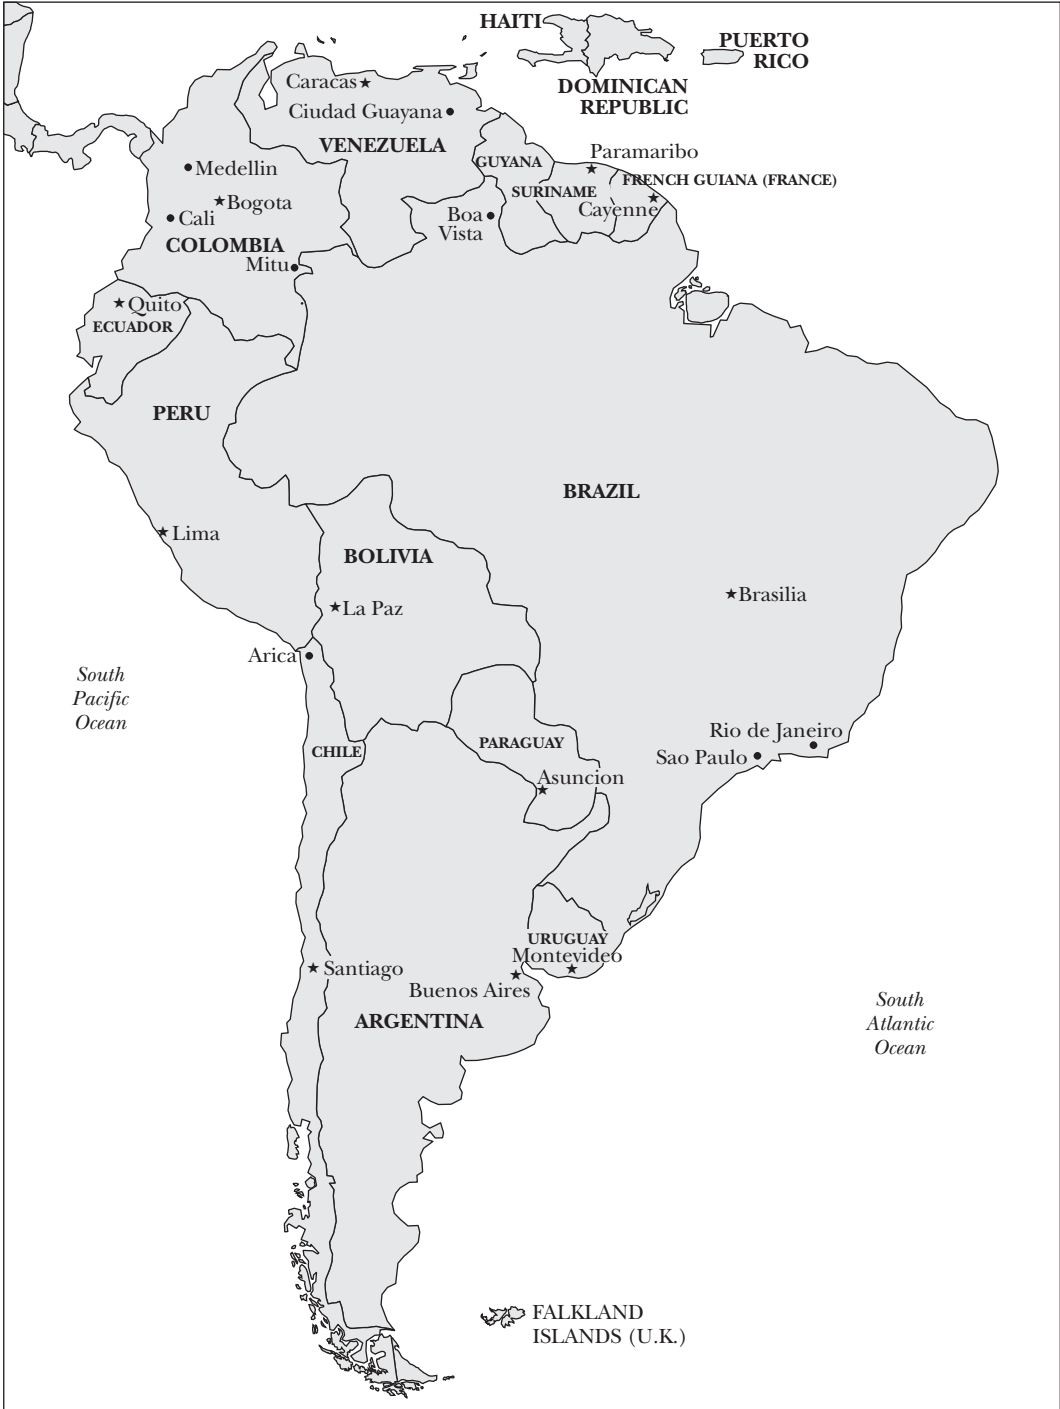 HAITI
PUERTO
RICO
DOMINICAN
REPUBLIC
Caracas
Ciudad Guayana
VENEZUELA
GUYANA
Paramaribo
SURINAME
FRENCH GUIANA (FRANCE)
Cayenne
Medellin
Bogota
Cali
COLOMBIA
Mitu
Boa
Vista
Quito
ECUADOR
PERU
BRAZIL
Lima
BOLIVIA
La Paz
Brasilia
Arica
South
Pacific
Ocean
CHILE
PARAGUAY
Rio de Janeiro
Sao Paulo
Asuncion
URUGUAY
Montevideo
Santiago
Buenos Aires
ARGENTINA
South
Atlantic
Ocean
FALKLAND
ISLANDS (U.K.)